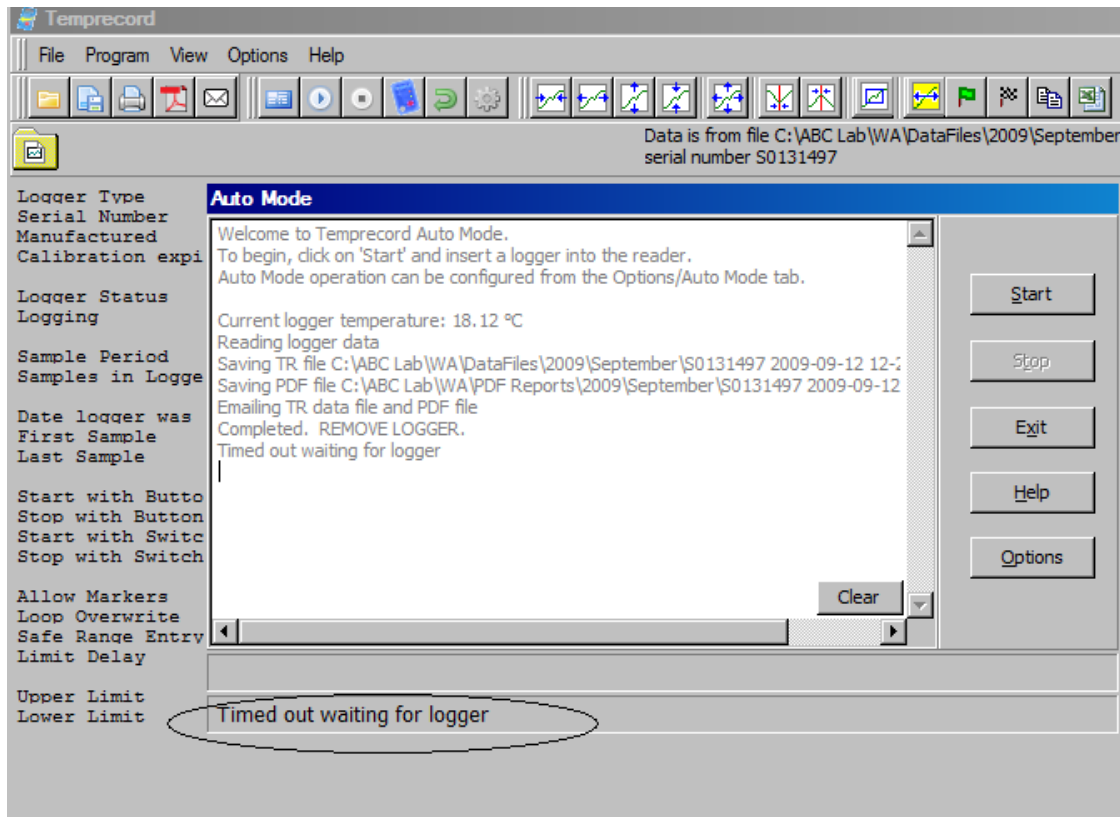 Temprecord
File Program View Options Help
Data is from file C:\ABC Lab\WA\DataFiles\2009\September
serial number S0131497
Logger Type
Serial Number
Manufactured
Calibration expi
Logger Status
Logging
Sample Period
Samples in Logge
Date logger was
First Sample
Last Sample
Start with Butto
Stop with Button
Start with Switc
Stop with Switch
Allow Markers
Loop Overwrite
Safe Range Entry
Limit Delay
Upper Limit
Lower Limit
Auto Mode
Welcome to Temprecord Auto Mode.
To begin, click on 'Start' and insert a logger into the reader.
Auto Mode operation can be configured from the Options/Auto Mode tab.
Current logger temperature: 18.12 °C
Reading logger data
Saving TR file C:\ABC Lab\WA\DataFiles\2009\September\S0131497 2009-09-12 12-2
Saving PDF file C:\ABC Lab\WA\PDF Reports\2009\September\S0131497 2009-09-12
Emailing TR data file and PDF file
Completed. REMOVE LOGGER.
Timed out waiting for logger
Clear
Start
Stop
Exit
Help
Options
Timed out waiting for logger